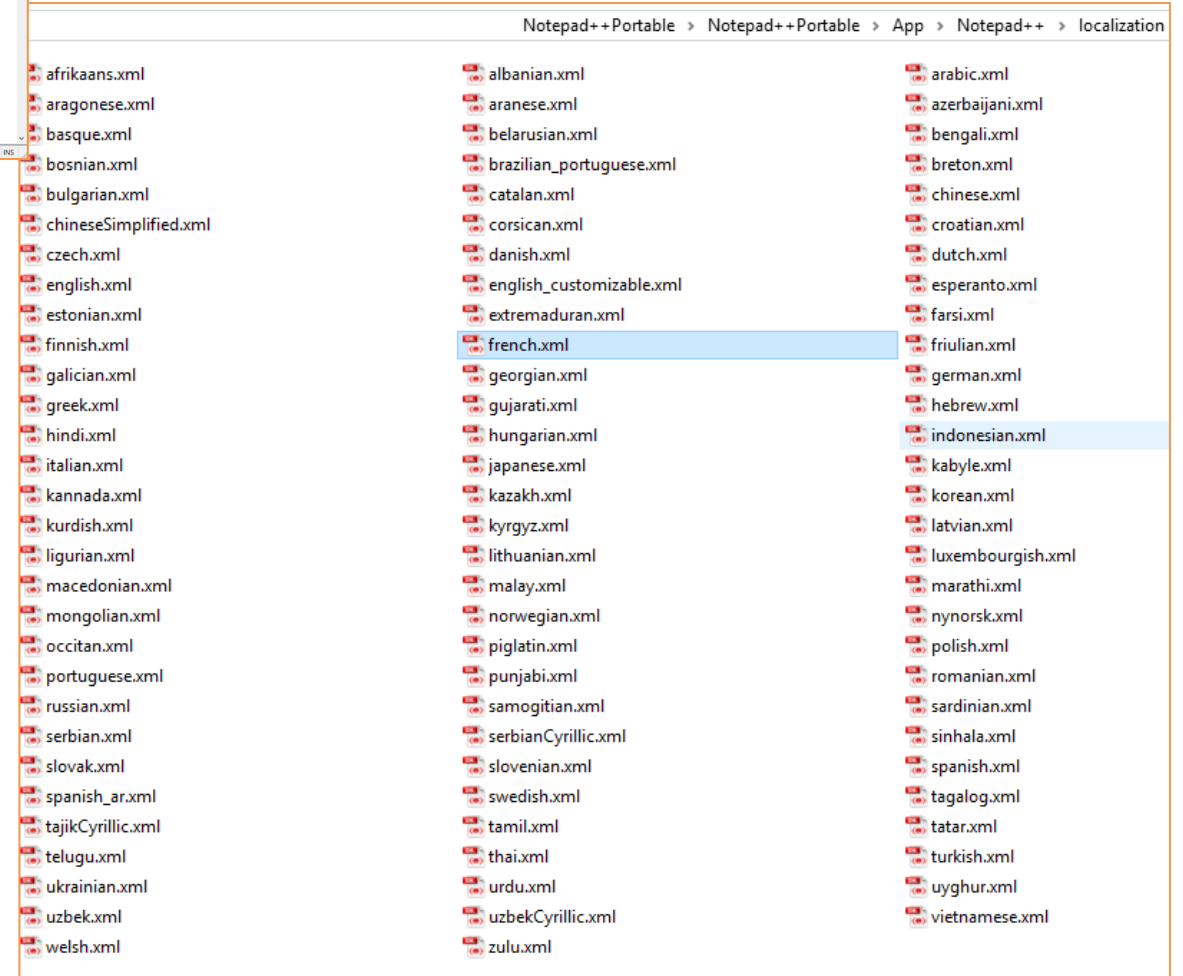 Notepad++Portable > Notepad++Portable > App > Notepad++ > localization
INS
afrikaans.xml albanian.xml arabic.xml
aragonese.xml aranese.xml azerbaijani.xml
basque.xml belarusian.xml bengali.xml
bosnian.xml brazilian_portuguese.xml breton.xml
bulgarian.xml catalan.xml chinese.xml
chineseSimplified.xml corsican.xml croatian.xml
czech.xml danish.xml dutch.xml
english.xml english_customizable.xml esperanto.xml
estonian.xml extremaduran.xml farsi.xml
finnish.xml french.xml friulian.xml
galician.xml georgian.xml german.xml
greek.xml gujarati.xml hebrew.xml
hindi.xml hungarian.xml indonesian.xml
italian.xml japanese.xml kabyle.xml
kannada.xml kazakh.xml korean.xml
kurdish.xml kyrgyz.xml latvian.xml
ligurian.xml lithuanian.xml luxembourgish.xml
macedonian.xml malay.xml marathi.xml
mongolian.xml norwegian.xml nynorsk.xml
occitan.xml piglatin.xml polish.xml
portuguese.xml punjabi.xml romanian.xml
russian.xml samogitian.xml sardinian.xml
serbian.xml serbianCyrillic.xml sinhala.xml
slovak.xml slovenian.xml spanish.xml
spanish_ar.xml swedish.xml tagalog.xml
tajikCyrillic.xml tamil.xml tatar.xml
telugu.xml thai.xml turkish.xml
ukrainian.xml urdu.xml uyghur.xml
uzbek.xml uzbekCyrillic.xml vietnamese.xml
welsh.xml zulu.xml